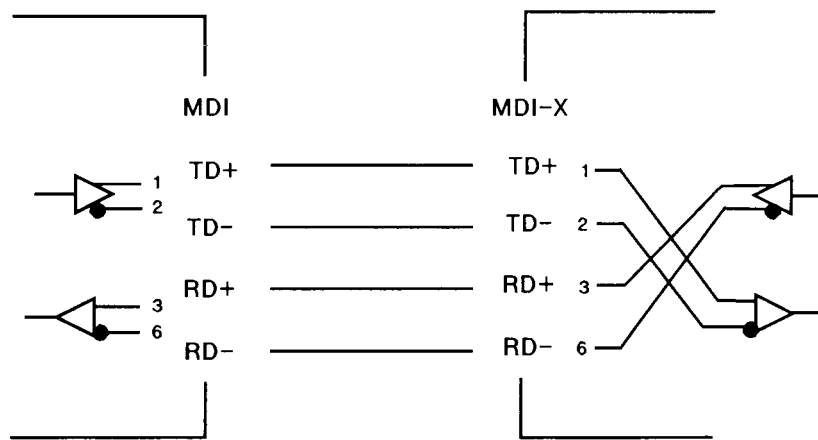 MDI MDI-X
1 TD+ TD+ 1
2 TD- TD- 2
3 RD+ RD+ 3
6 RD- RD- 6